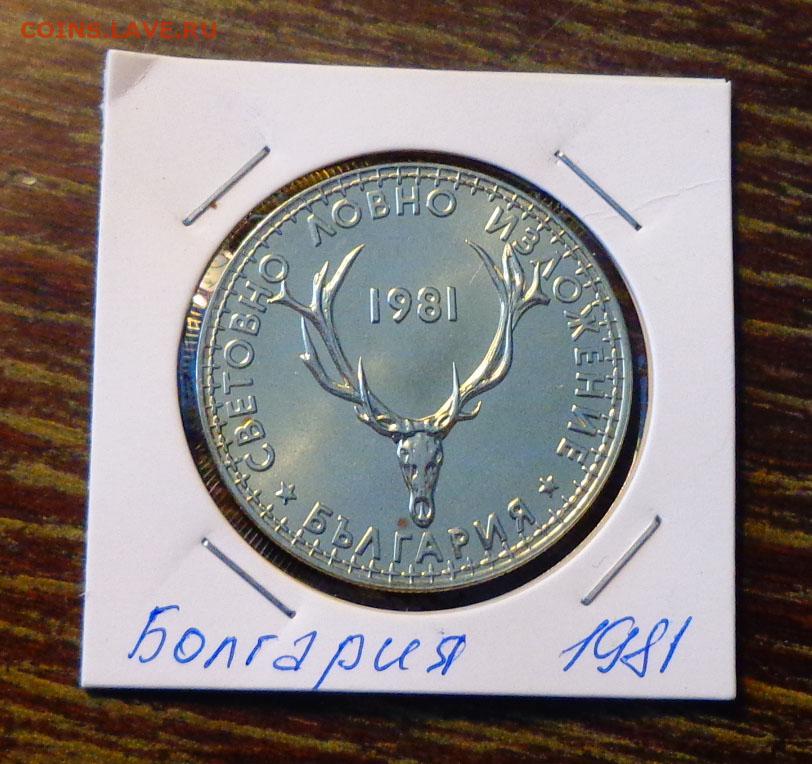 COINS.LAVE.RU
СВЕТОВНО ЛОВНО ИЗЛОЖЕНИЕ
1981
★ БЪЛГАРИЯ ★
Болгария 1981